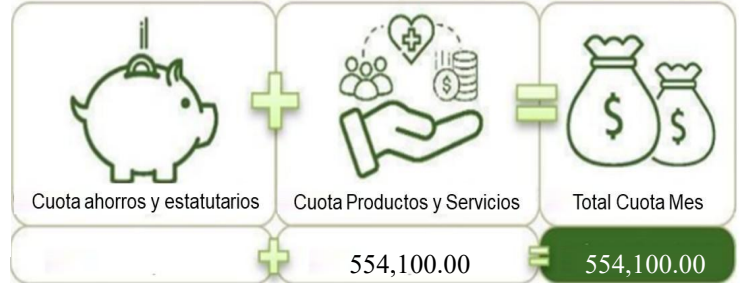 Cuota ahorros y estatutarios
Cuota Productos y Servicios
Total Cuota Mes
554,100.00
554,100.00